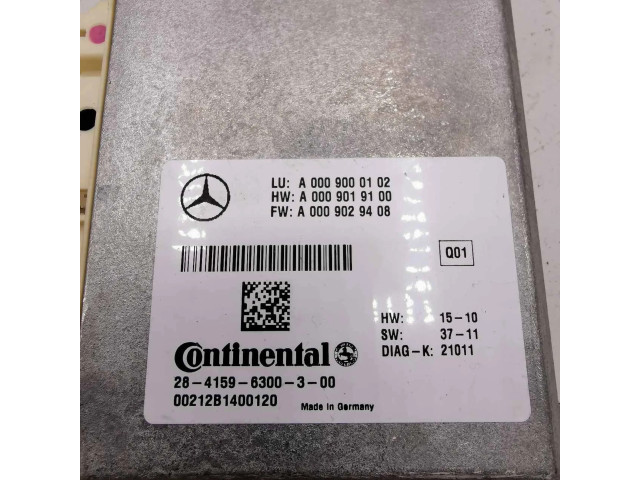 LU: A 000 900 01 02
HW: A 000 901 91 00
FW: A 000 902 94 08
Q01
HW: 15-10
SW: 37-11
DIAG-K: 21011
Continental
28-4159-6300-3-00
00212B1400120 Made in Germany